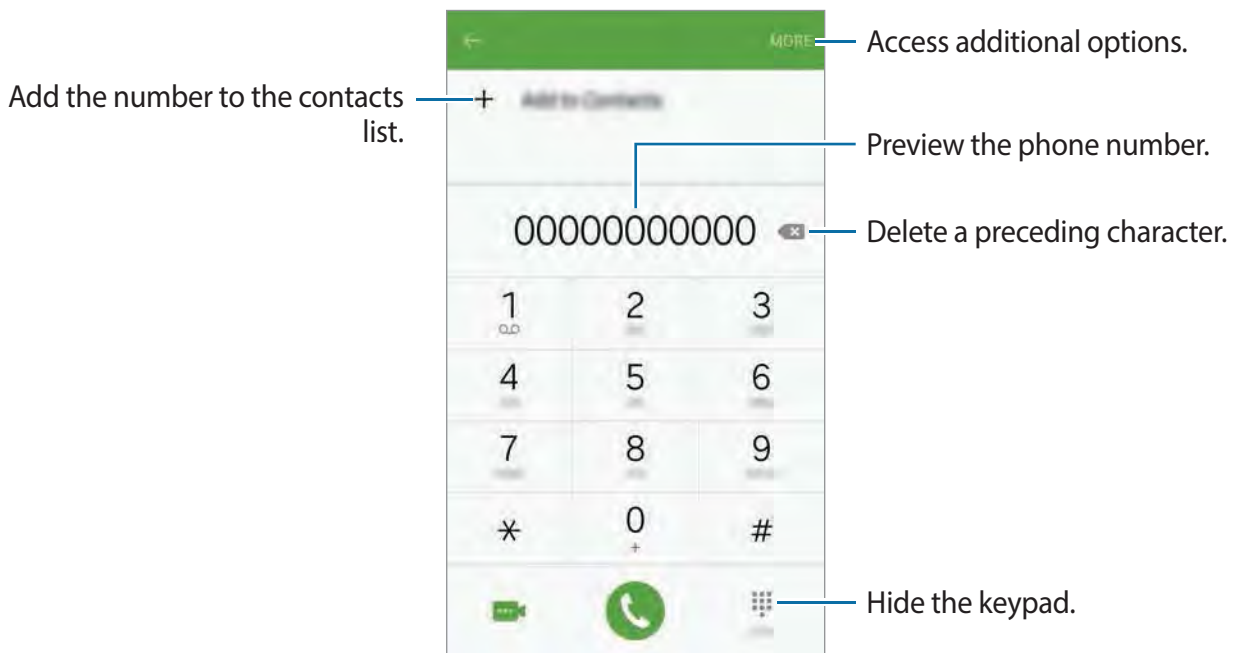 MORE
Access additional options.
Add the number to the contacts
list.
Add to Contacts
Preview the phone number.
00000000000
Delete a preceding character.
1 2 3
4 5 6
7 8 9
* 0 #
+
Hide the keypad.